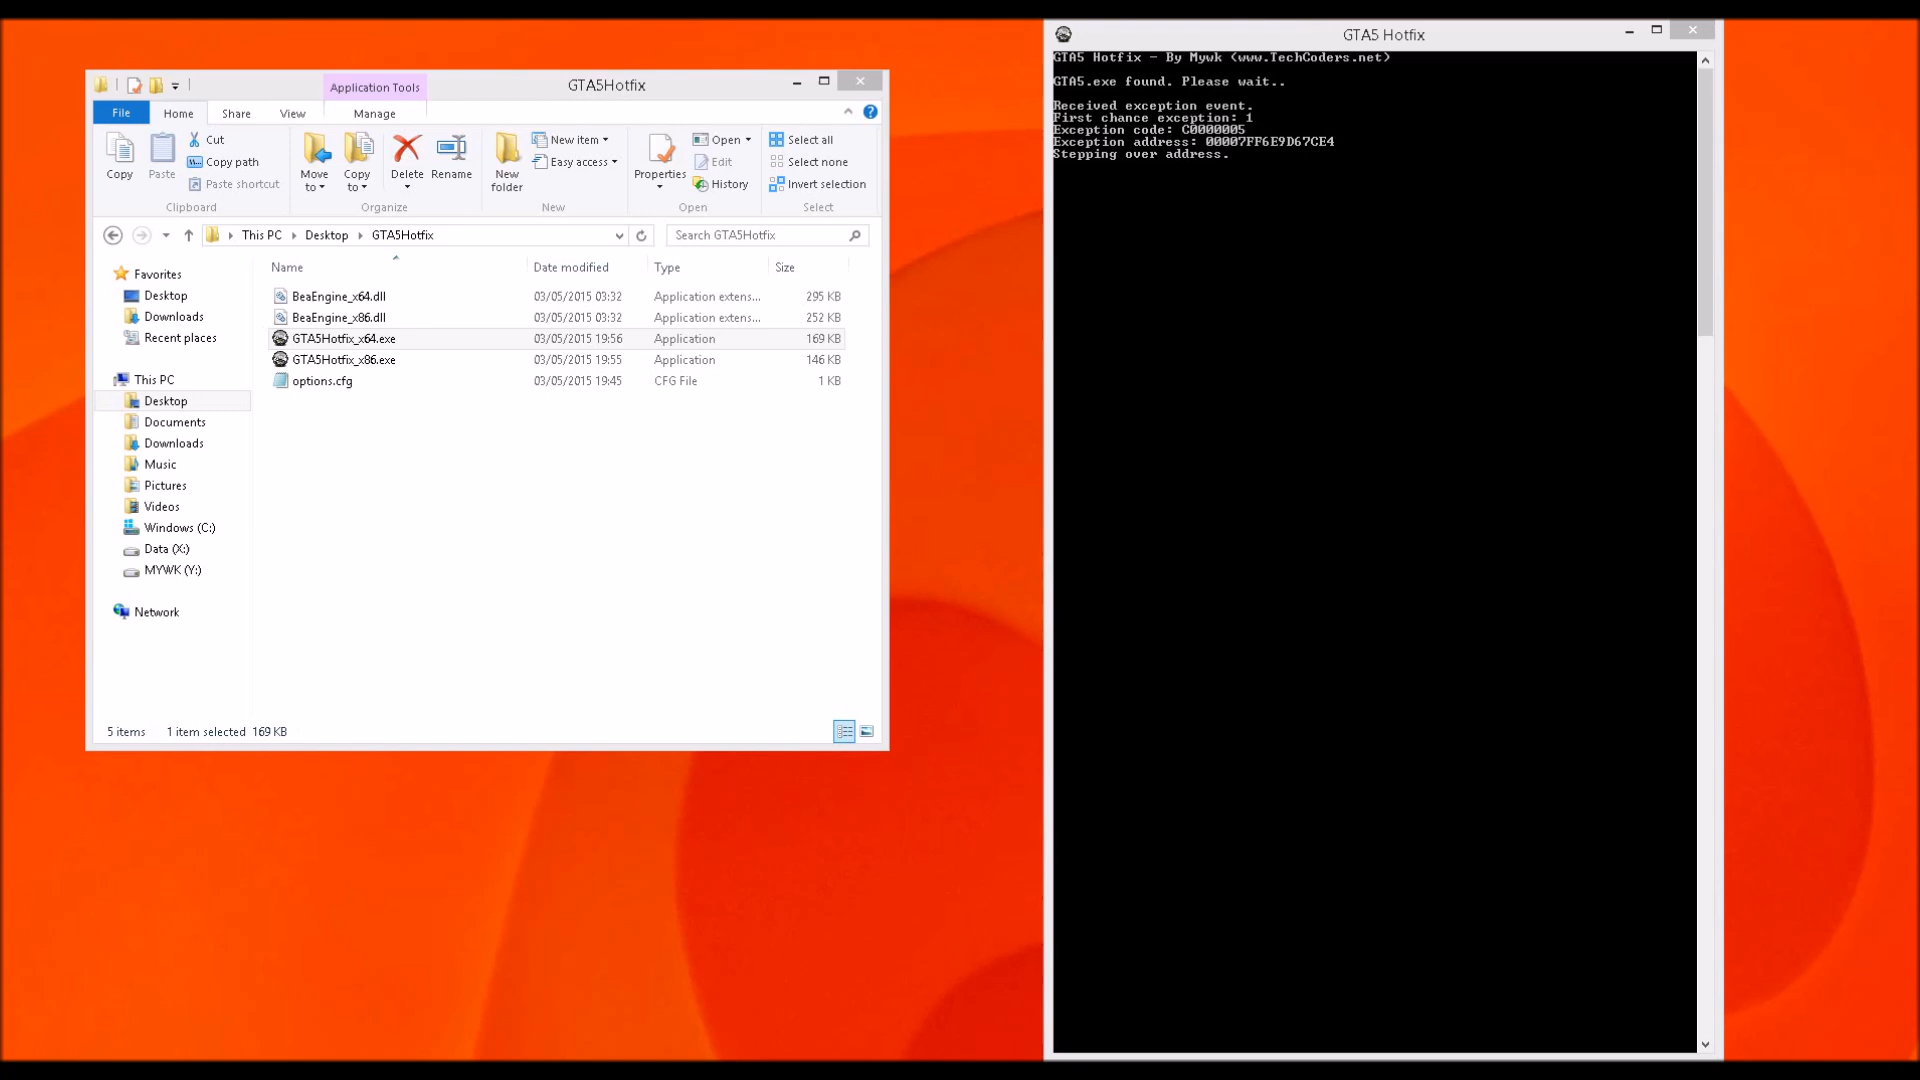 Application Tools
GTA5Hotfix
File
Home
Share
View
Manage
Copy
Paste
Cut
Copy path
Paste shortcut
Clipboard
Move to
Copy to
Delete
Rename
Organize
New folder
New item
Easy access
New
Properties
Open
Edit
History
Open
Select all
Select none
Invert selection
Select
This PC
Desktop
GTA5Hotfix
Search GTA5Hotfix
Name
Date modified
Type
Size
BeaEngine_x64.dll 03/05/2015 03:32 Application extens... 295 KB
BeaEngine_x86.dll 03/05/2015 03:32 Application extens... 252 KB
GTA5Hotfix_x64.exe 03/05/2015 19:56 Application 169 KB
GTA5Hotfix_x86.exe 03/05/2015 19:55 Application 146 KB
options.cfg 03/05/2015 19:45 CFG File 1 KB
Favorites
Desktop
Downloads
Recent places
This PC
Desktop
Documents
Downloads
Music
Pictures
Videos
Windows (C:)
Data (X:)
MYWK (Y:)
Network
5 items 1 item selected 169 KB
GTA5 Hotfix
GTA5 Hotfix - By Mywk (www.TechCoders.net)
GTA5.exe found. Please wait..
Received exception event.
First chance exception: 1
Exception code: C0000005
Exception address: 00007FF6E9D67CE4
Stepping over address.